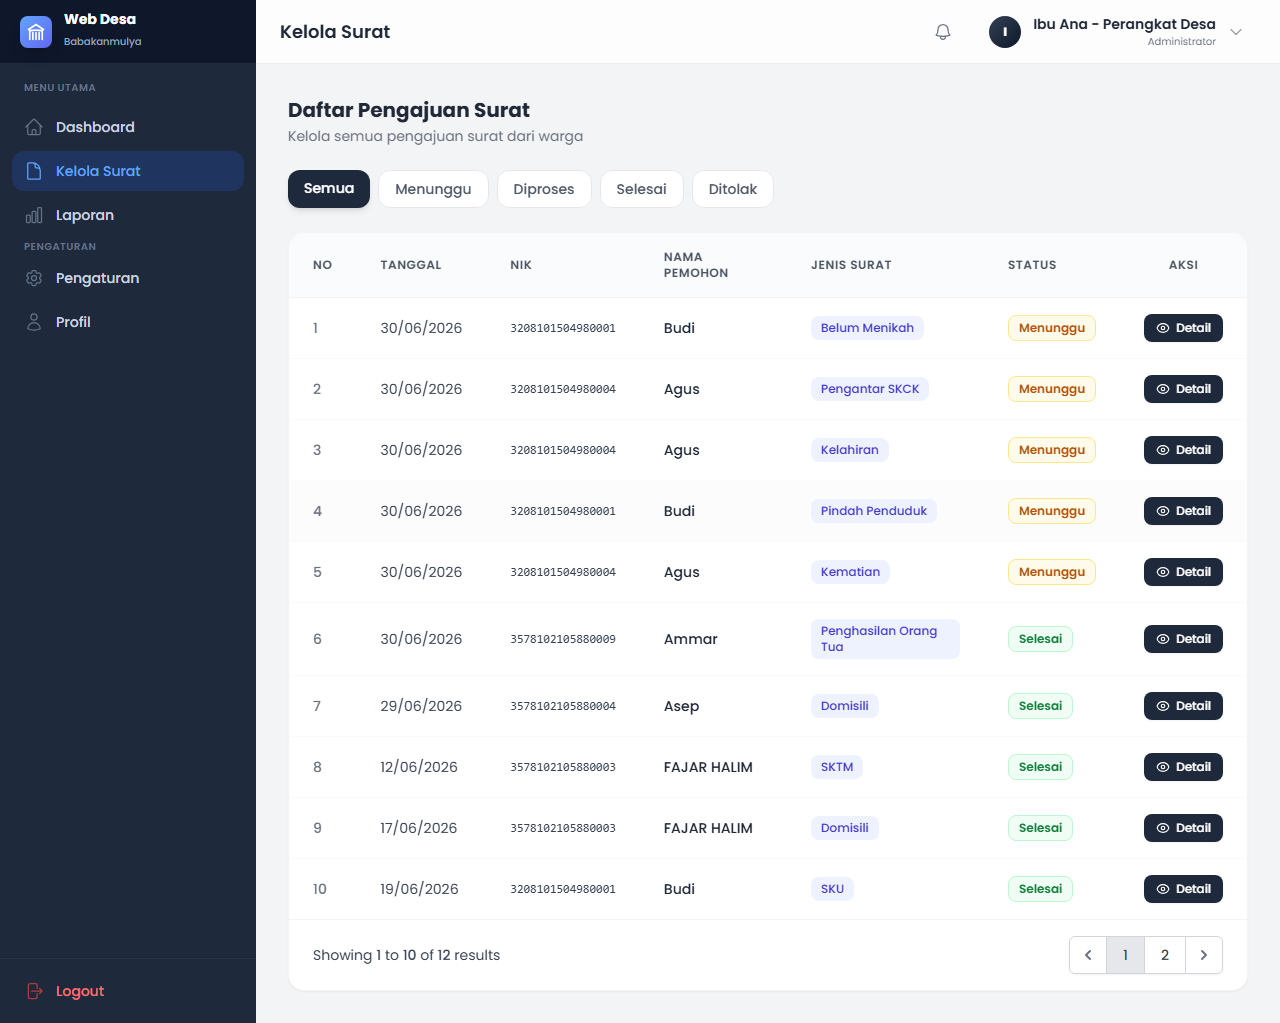 Web Desa
Babakanmulya
MENU UTAMA
Dashboard
Kelola Surat
Laporan
PENGATURAN
Pengaturan
Profil
Logout
Kelola Surat
I
Ibu Ana - Perangkat Desa
Administrator
Daftar Pengajuan Surat
Kelola semua pengajuan surat dari warga
Semua Menunggu Diproses Selesai Ditolak
NO TANGGAL NIK NAMA PEMOHON JENIS SURAT STATUS AKSI
1 30/06/2026 3208101504980001 Budi Belum Menikah Menunggu Detail
2 30/06/2026 3208101504980004 Agus Pengantar SKCK Menunggu Detail
3 30/06/2026 3208101504980004 Agus Kelahiran Menunggu Detail
4 30/06/2026 3208101504980001 Budi Pindah Penduduk Menunggu Detail
5 30/06/2026 3208101504980004 Agus Kematian Menunggu Detail
6 30/06/2026 3578102105880009 Ammar Penghasilan Orang Tua Selesai Detail
7 29/06/2026 3578102105880004 Asep Domisili Selesai Detail
8 12/06/2026 3578102105880003 FAJAR HALIM SKTM Selesai Detail
9 17/06/2026 3578102105880003 FAJAR HALIM Domisili Selesai Detail
10 19/06/2026 3208101504980001 Budi SKU Selesai Detail
Showing 1 to 10 of 12 results
1 2